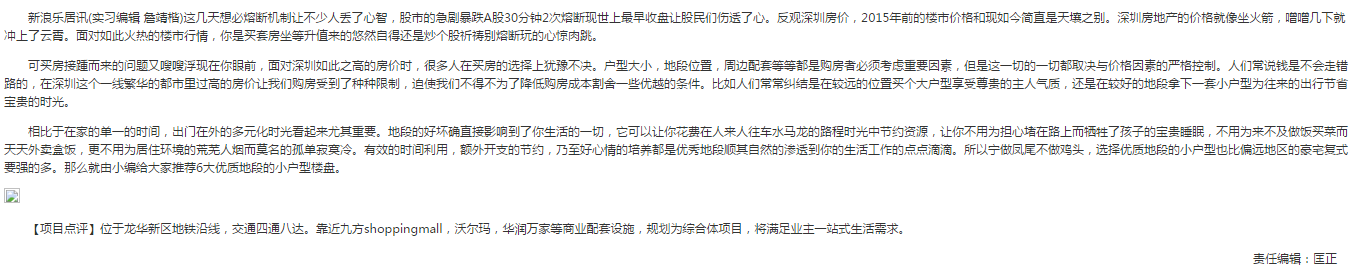 新浪乐居讯(实习编辑 詹靖楷)这几天想必熔断机制让不少人丢了心智，股市的急剧暴跌A股30分钟2次熔断现世上最早收盘让股民们伤透了心。反观深圳房价，2015年前的楼市价格和现如今简直是天壤之别。深圳房地产的价格就像坐火箭，噌噌几下就
冲上了云霄。面对如此火热的楼市行情，你是买套房坐等升值来的悠然自得还是炒个股祈祷别熔断玩的心惊肉跳。
可买房接踵而来的问题又嗖嗖浮现在你眼前，面对深圳如此之高的房价时，很多人在买房的选择上犹豫不决。户型大小，地段位置，周边配套等等都是购房者必须考虑重要因素，但是这一切的一切都取决与价格因素的严格控制。人们常说钱是不会走错
路的，在深圳这个一线繁华的都市里过高的房价让我们购房受到了种种限制，迫使我们不得不为了降低购房成本割舍一些优越的条件。比如人们常常纠结是在较远的位置买个大户型享受尊贵的主人气质，还是在较好的地段拿下一套小户型为往来的出行节省
宝贵的时光。
相比于在家的单一的时间，出门在外的多元化时光看起来尤其重要。地段的好坏确直接影响到了你生活的一切，它可以让你花费在人来人往车水马龙的路程时光中节约资源，让你不用为担心堵在路上而牺牲了孩子的宝贵睡眠，不用为来不及做饭买菜而
天天外卖盒饭，更不用为居住环境的荒芜人烟而莫名的孤单寂寞冷。有效的时间利用，额外开支的节约，乃至好心情的培养都是优秀地段顺其自然的渗透到你的生活工作的点点滴滴。所以宁做凤尾不做鸡头，选择优质地段的小户型也比偏远地区的豪宅复式
要强的多。那么就由小编给大家推荐6大优质地段的小户型楼盘。
【项目点评】位于龙华新区地铁沿线，交通四通八达。靠近九方shoppingmall，沃尔玛，华润万家等商业配套设施，规划为综合体项目，将满足业主一站式生活需求。
责任编辑：匡正